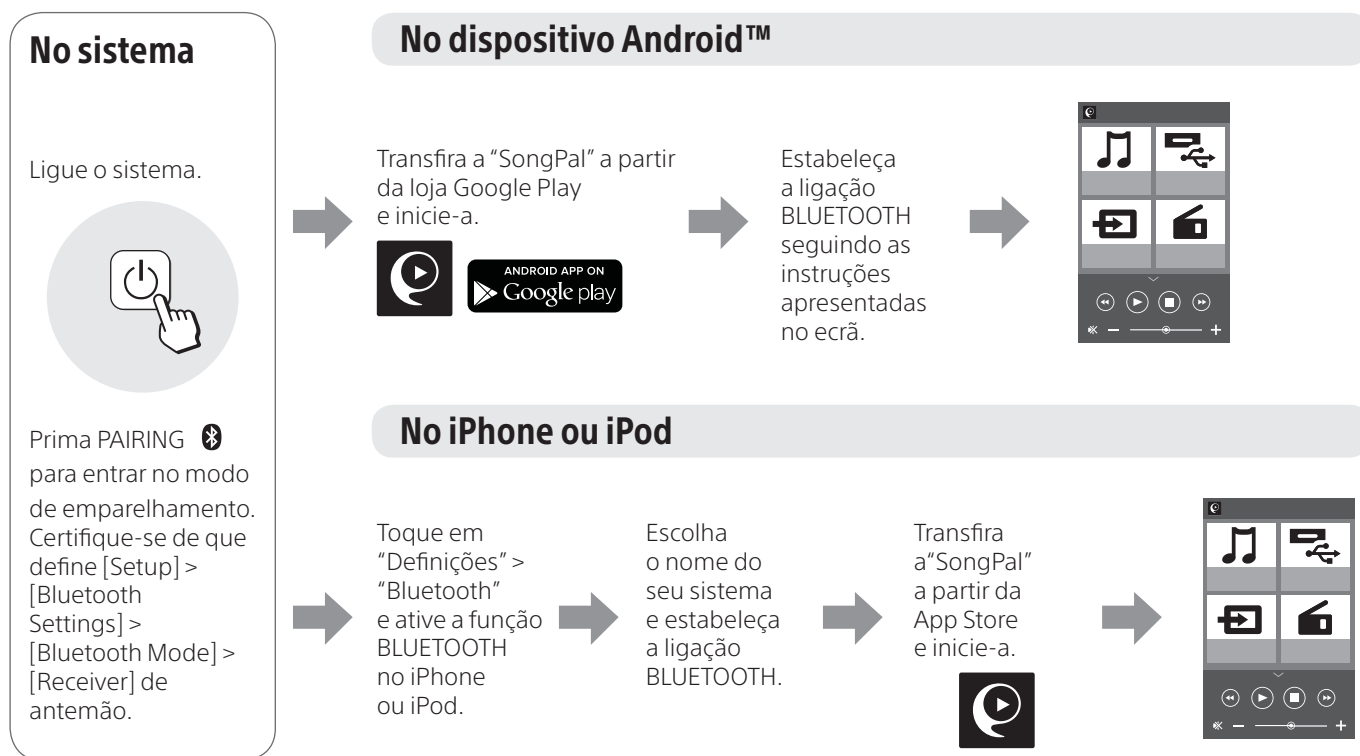 No sistema
Ligue o sistema.
Prima PAIRING
para entrar no modo
de emparelhamento.
Certifique-se de que
define [Setup] >
[Bluetooth
Settings] >
[Bluetooth Mode] >
[Receiver] de
antemão.
No dispositivo Android™
Transfira a “SongPal” a partir
da loja Google Play
e inicie-a.
ANDROID APP ON
Google play
Estabeleça
a ligação
BLUETOOTH
seguindo as
instruções
apresentadas
no ecrã.
No iPhone ou iPod
Toque em
“Definições” >
“Bluetooth”
e ative a função
BLUETOOTH
no iPhone
ou iPod.
Escolha
o nome do
seu sistema
e estabeleça
a ligação
BLUETOOTH.
Transfira
a“SongPal”
a partir da
App Store
e inicie-a.